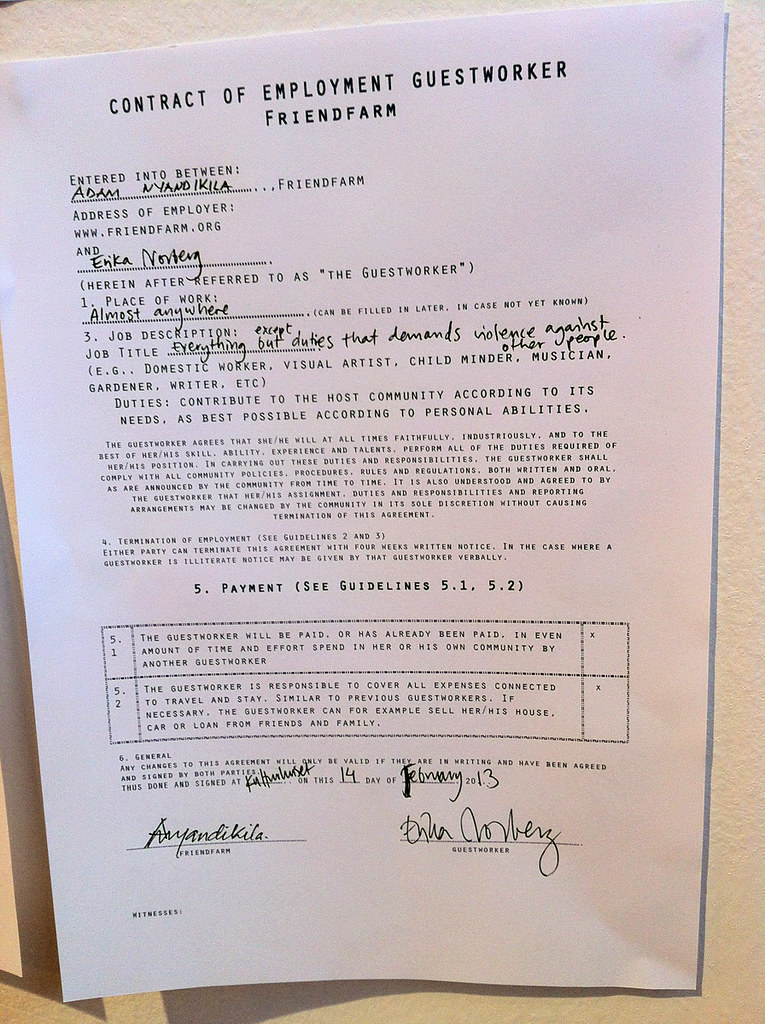 CONTRACT OF EMPLOYMENT GUESTWORKER
FRIENDFARM
ENTERED INTO BETWEEN:
ADAM NYANDIKILA...,FRIENDFARM
ADDRESS OF EMPLOYER:
WWW.FRIENDFARM.ORG
AND
Erika Norberg.
(HEREIN AFTER REFERRED TO AS "THE GUESTWORKER")
1. PLACE OF WORK:
Almost anywhere.(CAN BE FILLED IN LATER, IN CASE NOT YET KNOWN)
3. JOB DESCRIPTION: except
JOB TITLE Everything but duties that demands violence against
other people.
(E.G., DOMESTIC WORKER, VISUAL ARTIST, CHILD MINDER, MUSICIAN,
GARDENER, WRITER, ETC)
DUTIES: CONTRIBUTE TO THE HOST COMMUNITY ACCORDING TO ITS
NEEDS, AS BEST POSSIBLE ACCORDING TO PERSONAL ABILITIES.
THE GUESTWORKER AGREES THAT SHE/HE WILL AT ALL TIMES FAITHFULLY, INDUSTRIOUSLY, AND TO THE
BEST OF HER/HIS SKILL, ABILITY, EXPERIENCE AND TALENTS, PERFORM ALL OF THE DUTIES REQUIRED OF
HER/HIS POSITION. IN CARRYING OUT THESE DUTIES AND RESPONSIBILITIES, THE GUESTWORKER SHALL
COMPLY WITH ALL COMMUNITY POLICIES, PROCEDURES, RULES AND REGULATIONS, BOTH WRITTEN AND ORAL,
AS ARE ANNOUNCED BY THE COMMUNITY FROM TIME TO TIME. IT IS ALSO UNDERSTOOD AND AGREED TO BY
THE GUESTWORKER THAT HER/HIS ASSIGNMENT, DUTIES AND RESPONSIBILITIES AND REPORTING
ARRANGEMENTS MAY BE CHANGED BY THE COMMUNITY IN ITS SOLE DISCRETION WITHOUT CAUSING
TERMINATION OF THIS AGREEMENT.
4. TERMINATION OF EMPLOYMENT (SEE GUIDELINES 2 AND 3)
EITHER PARTY CAN TERMINATE THIS AGREEMENT WITH FOUR WEEKS WRITTEN NOTICE. IN THE CASE WHERE A
GUESTWORKER IS ILLITERATE NOTICE MAY BE GIVEN BY THAT GUESTWORKER VERBALLY.
5. PAYMENT (SEE GUIDELINES 5.1, 5.2)
5. THE GUESTWORKER WILL BE PAID, OR HAS ALREADY BEEN PAID, IN EVEN x
1 AMOUNT OF TIME AND EFFORT SPEND IN HER OR HIS OWN COMMUNITY BY
ANOTHER GUESTWORKER
5. THE GUESTWORKER IS RESPONSIBLE TO COVER ALL EXPENSES CONNECTED x
2 TO TRAVEL AND STAY. SIMILAR TO PREVIOUS GUESTWORKERS. IF
NECESSARY, THE GUESTWORKER CAN FOR EXAMPLE SELL HER/HIS HOUSE,
CAR OR LOAN FROM FRIENDS AND FAMILY.
6. GENERAL
ANY CHANGES TO THIS AGREEMENT WILL ONLY BE VALID IF THEY ARE IN WRITING AND HAVE BEEN AGREED
AND SIGNED BY BOTH PARTIES.
THUS DONE AND SIGNED AT Kulturhuset ... ON THIS 14 DAY OF February 2013
Anyandikila. Erika Norberg
FRIENDFARM GUESTWORKER
WITNESSES: